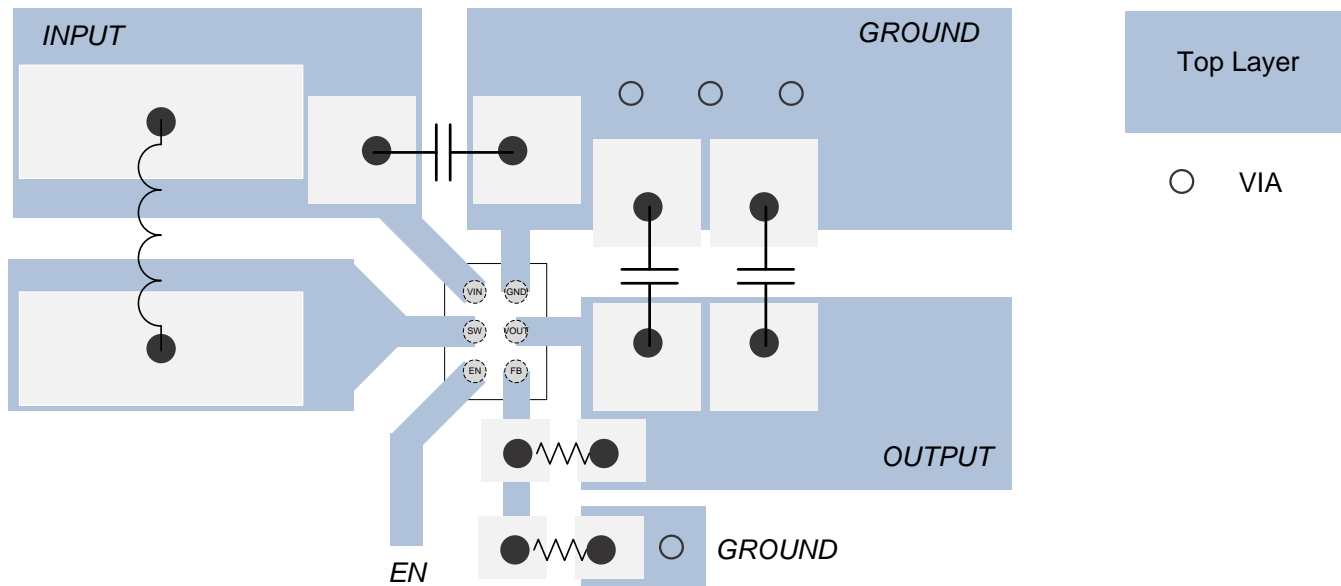 INPUT
GROUND
Top Layer
VIA
VIN
GND
SW
VOUT
EN
FB
OUTPUT
GROUND
EN